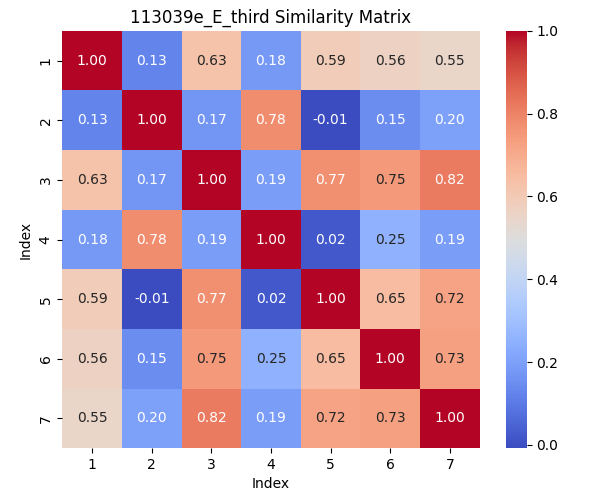 113039e_E_third Similarity Matrix
1 1.00 0.13 0.63 0.18 0.59 0.56 0.55
2 0.13 1.00 0.17 0.78 -0.01 0.15 0.20
3 0.63 0.17 1.00 0.19 0.77 0.75 0.82
4 0.18 0.78 0.19 1.00 0.02 0.25 0.19
5 0.59 -0.01 0.77 0.02 1.00 0.65 0.72
6 0.56 0.15 0.75 0.25 0.65 1.00 0.73
7 0.55 0.20 0.82 0.19 0.72 0.73 1.00
1 2 3 4 5 6 7
Index
Index
1.0
0.8
0.6
0.4
0.2
0.0